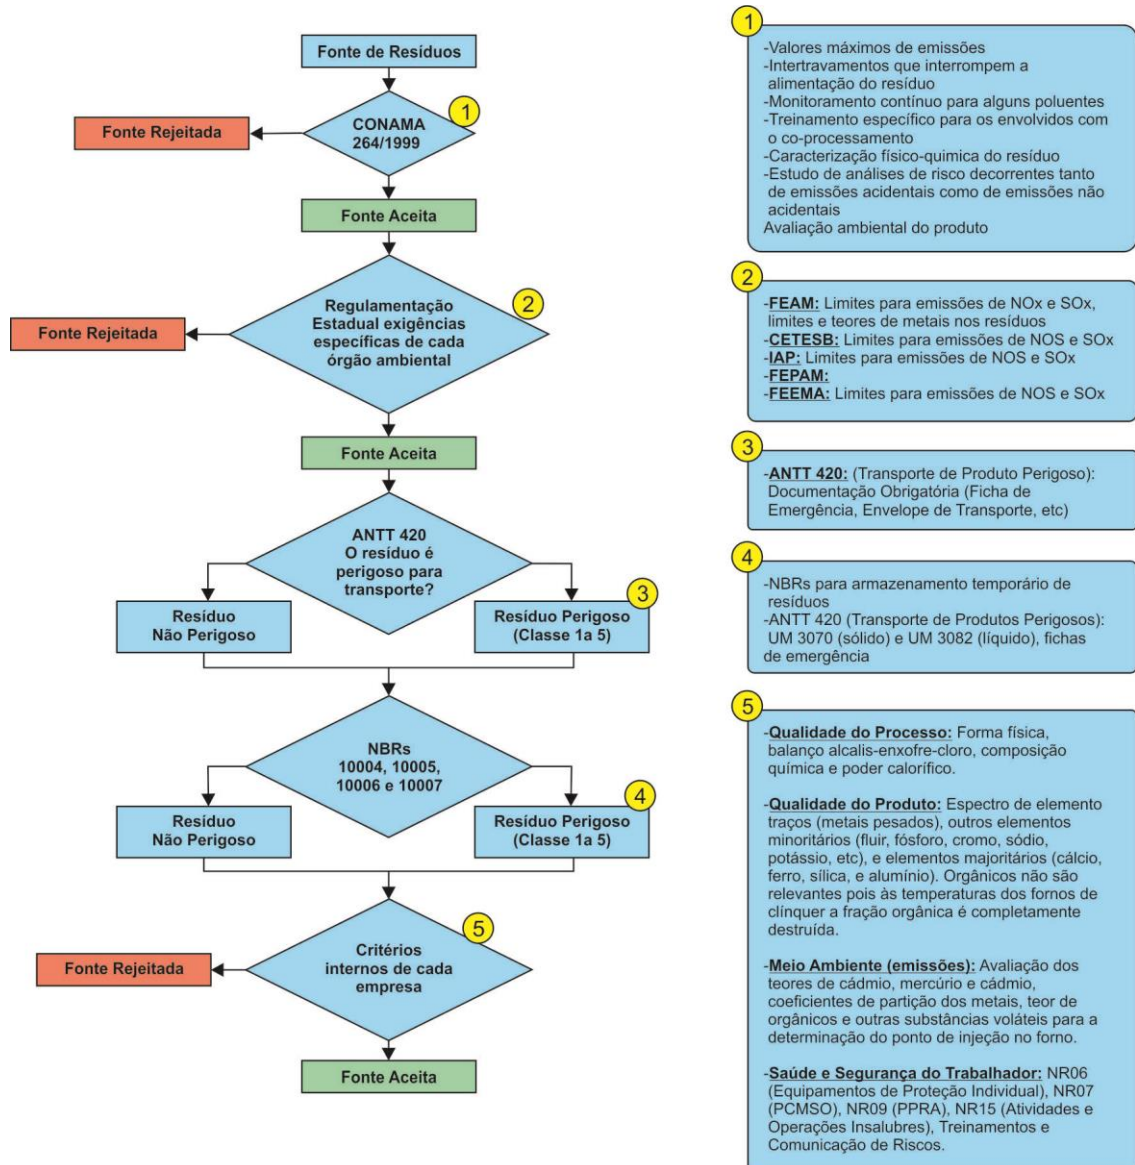 Fonte de Resíduos
1
CONAMA
264/1999
Fonte Rejeitada
Fonte Aceita
2
Regulamentação
Estadual exigências
específicas de cada
órgão ambiental
Fonte Rejeitada
Fonte Aceita
ANTT 420
O resíduo é
perigoso para
transporte?
Resíduo
Não Perigoso
3
Resíduo Perigoso
(Classe 1a 5)
NBRs
10004, 10005,
10006 e 10007
Resíduo
Não Perigoso
4
Resíduo Perigoso
(Classe 1a 5)
5
Critérios
internos de cada
empresa
Fonte Rejeitada
Fonte Aceita
1
-Valores máximos de emissões
-Intertravamentos que interrompem a
alimentação do resíduo
-Monitoramento contínuo para alguns poluentes
-Treinamento específico para os envolvidos com
o co-processamento
-Caracterização físico-quimica do resíduo
-Estudo de análises de risco decorrentes tanto
de emissões acidentais como de emissões não
acidentais
Avaliação ambiental do produto
2
-FEAM: Limites para emissões de NOx e SOx,
limites e teores de metais nos resíduos
-CETESB: Limites para emissões de NOS e SOx
-IAP: Limites para emissões de NOS e SOx
-FEPAM:
-FEEMA: Limites para emissões de NOS e SOx
3
-ANTT 420: (Transporte de Produto Perigoso):
Documentação Obrigatória (Ficha de
Emergência, Envelope de Transporte, etc)
4
-NBRs para armazenamento temporário de
resíduos
-ANTT 420 (Transporte de Produtos Perigosos):
UM 3070 (sólido) e UM 3082 (líquido), fichas
de emergência
5
-Qualidade do Processo: Forma física,
balanço alcalis-enxofre-cloro, composição
química e poder calorífico.
-Qualidade do Produto: Espectro de elemento
traços (metais pesados), outros elementos
minoritários (fluir, fósforo, cromo, sódio,
potássio, etc), e elementos majoritários (cálcio,
ferro, sílica, e alumínio). Orgânicos não são
relevantes pois às temperaturas dos fornos de
clínquer a fração orgânica é completamente
destruída.
-Meio Ambiente (emissões): Avaliação dos
teores de cádmio, mercúrio e cádmio,
coeficientes de partição dos metais, teor de
orgânicos e outras substâncias voláteis para a
determinação do ponto de injeção no forno.
-Saúde e Segurança do Trabalhador: NR06
(Equipamentos de Proteção Individual), NR07
(PCMSO), NR09 (PPRA), NR15 (Atividades e
Operações Insalubres), Treinamentos e
Comunicação de Riscos.